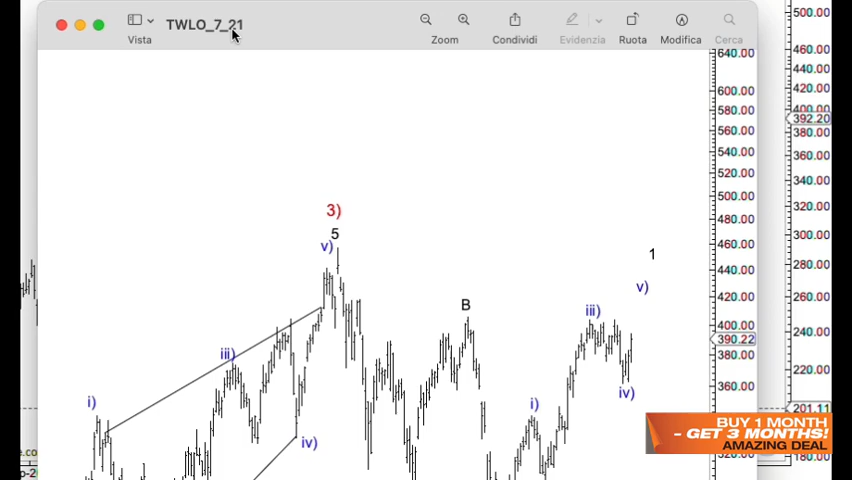 TWLO_7_21
Vista
Zoom
Condividi
Evidenzia
Ruota
Modifica
Cerca
640.00
600.00
580.00
560.00
540.00
520.00
500.00
480.00
460.00
440.00
420.00
400.00
390.22
380.00
360.00
3)
5
v)
iii)
i)
iv)
B
iii)
i)
iv)
1
v)
500.00
460.00
440.00
420.00
392.20
380.00
360.00
340.00
320.00
300.00
280.00
260.00
240.00
220.00
201.11
180.00
BUY 1 MONTH
- GET 3 MONTHS!
AMAZING DEAL